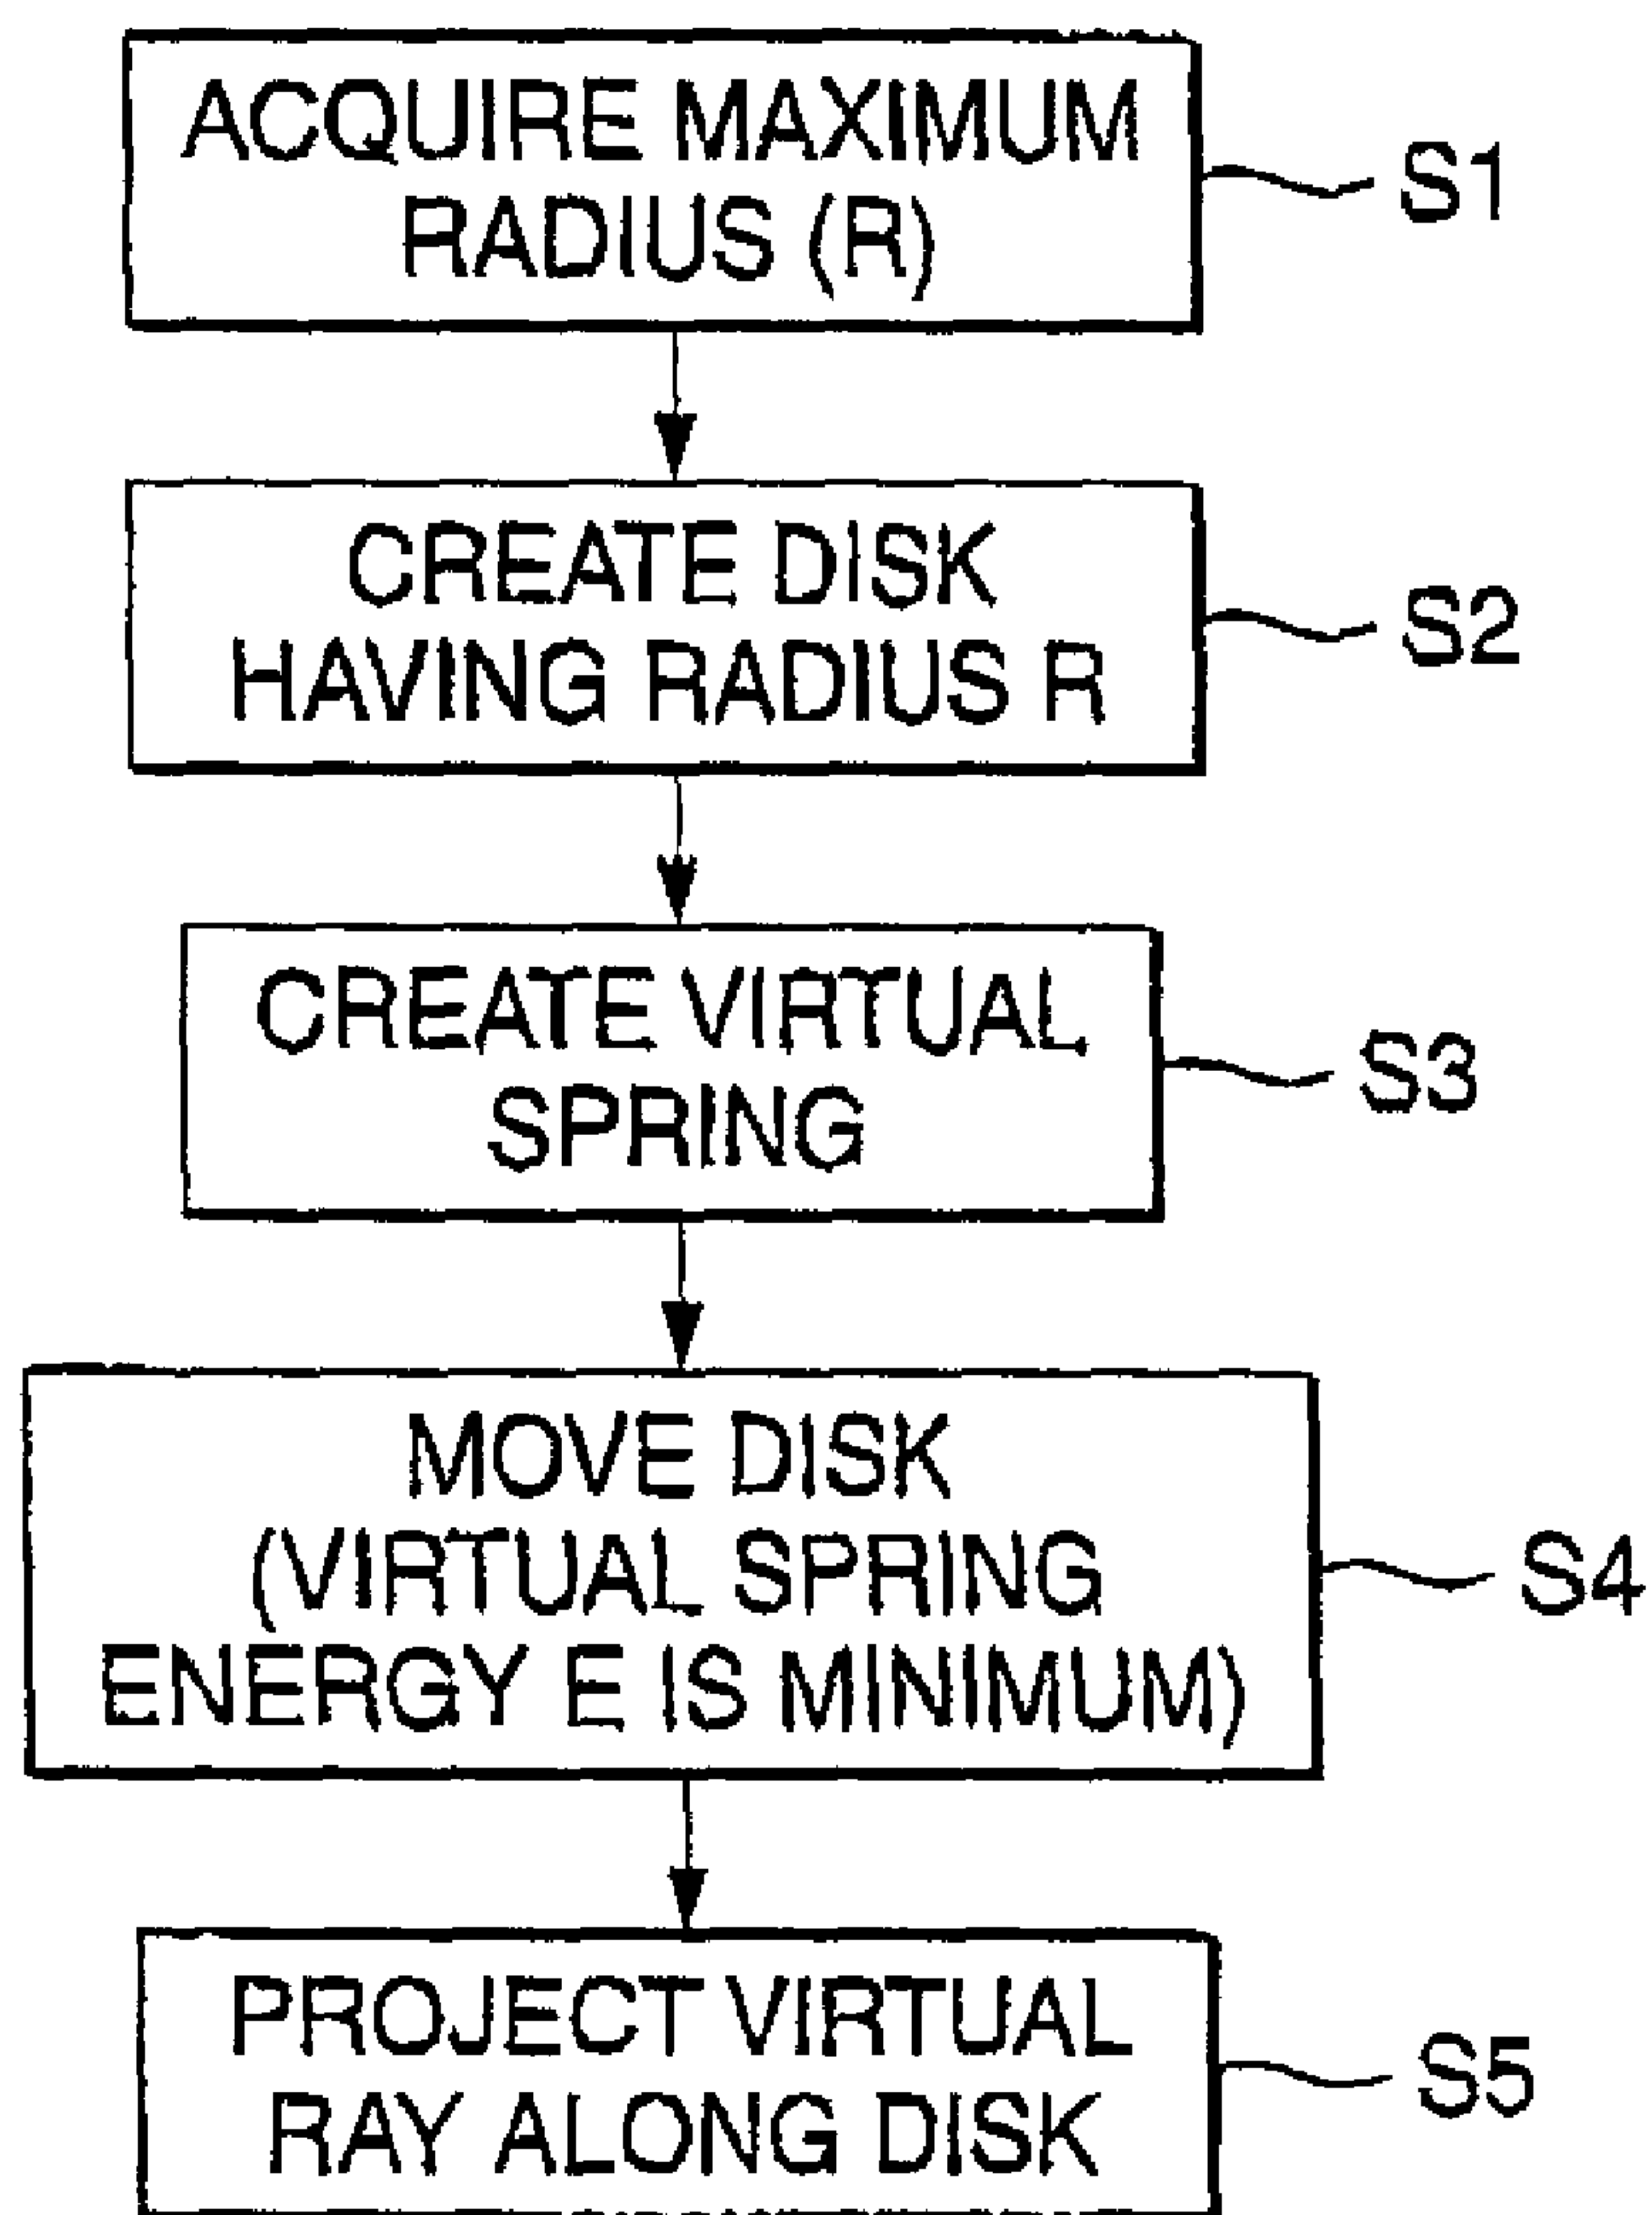 ACQUIRE MAXIMUM
RADIUS (R)
S1
CREATE DISK
HAVING RADIUS R
S2
CREATE VIRTUAL
SPRING
S3
MOVE DISK
(VIRTUAL SPRING
ENERGY E IS MINIMUM)
S4
PROJECT VIRTUAL
RAY ALONG DISK
S5